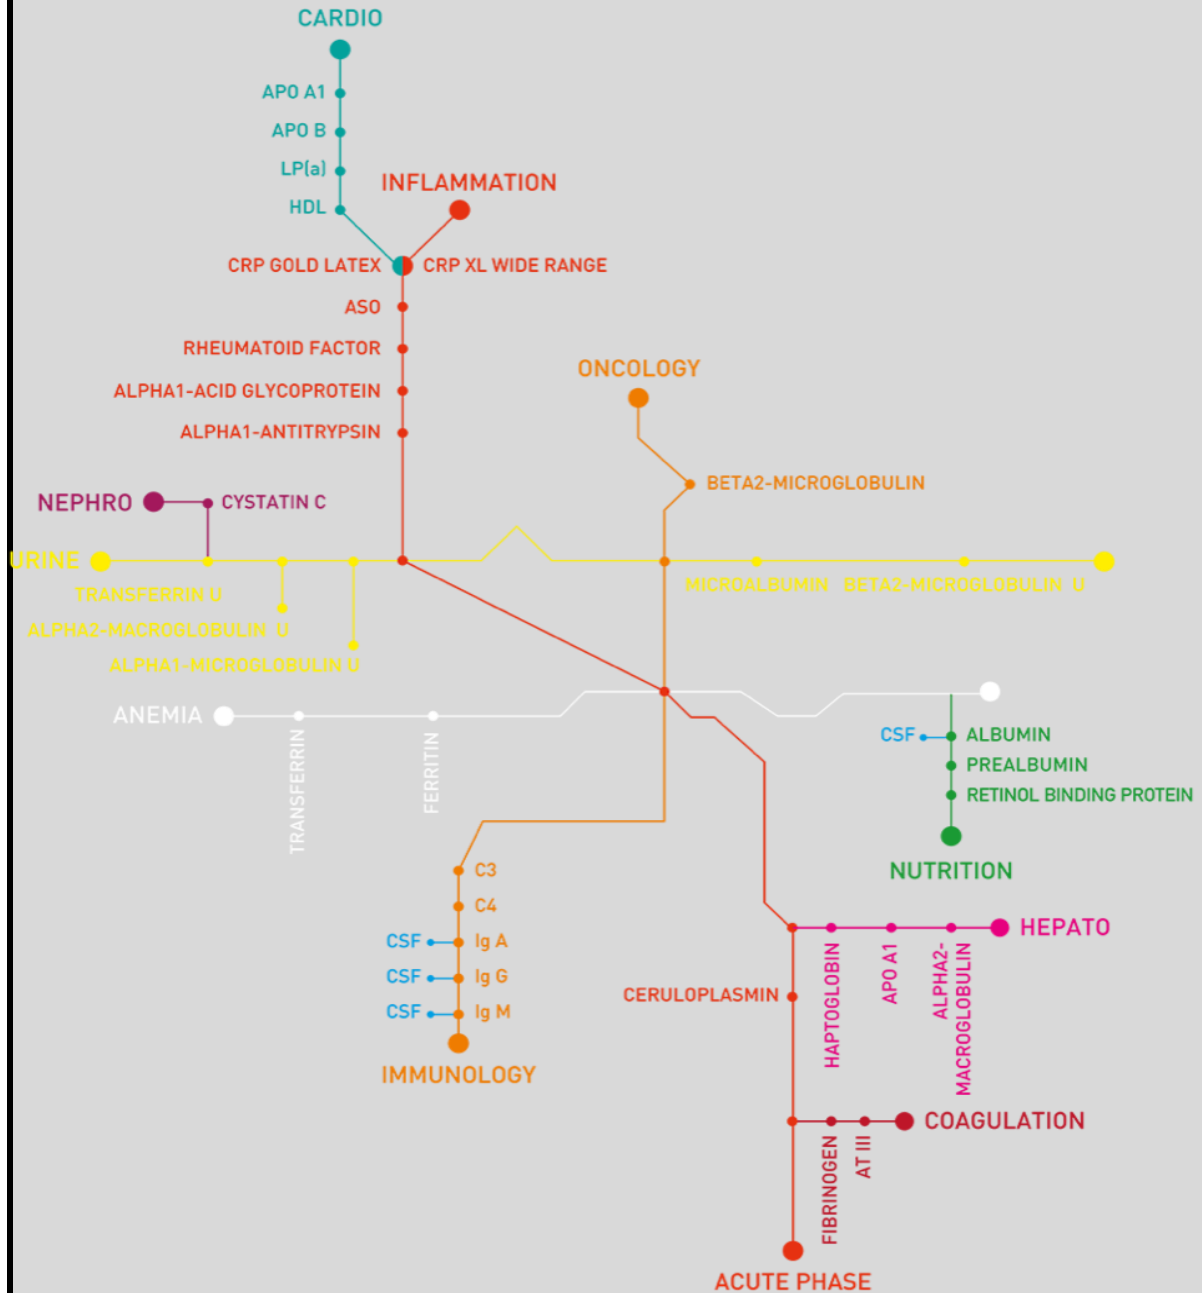 CARDIO
APO A1
APO B
LP(a)
HDL
INFLAMMATION
CRP GOLD LATEX
CRP XL WIDE RANGE
ASO
RHEUMATOID FACTOR
ALPHA1-ACID GLYCOPROTEIN
ALPHA1-ANTITRYPSIN
ONCOLOGY
BETA2-MICROGLOBULIN
NEPHRO
CYSTATIN C
URINE
TRANSFERRIN U
ALPHA2-MACROGLOBULIN U
ALPHA1-MICROGLOBULIN U
MICROALBUMIN
BETA2-MICROGLOBULIN U
ANEMIA
TRANSFERRIN
FERRITIN
CSF
ALBUMIN
PREALBUMIN
RETINOL BINDING PROTEIN
NUTRITION
C3
C4
CSF
Ig A
CSF
Ig G
CSF
Ig M
IMMUNOLOGY
HEPATO
HAPTOGLOBIN
APO A1
ALPHA2-
MACROGLOBULIN
CERULOPLASMIN
COAGULATION
FIBRINOGEN
AT III
ACUTE PHASE